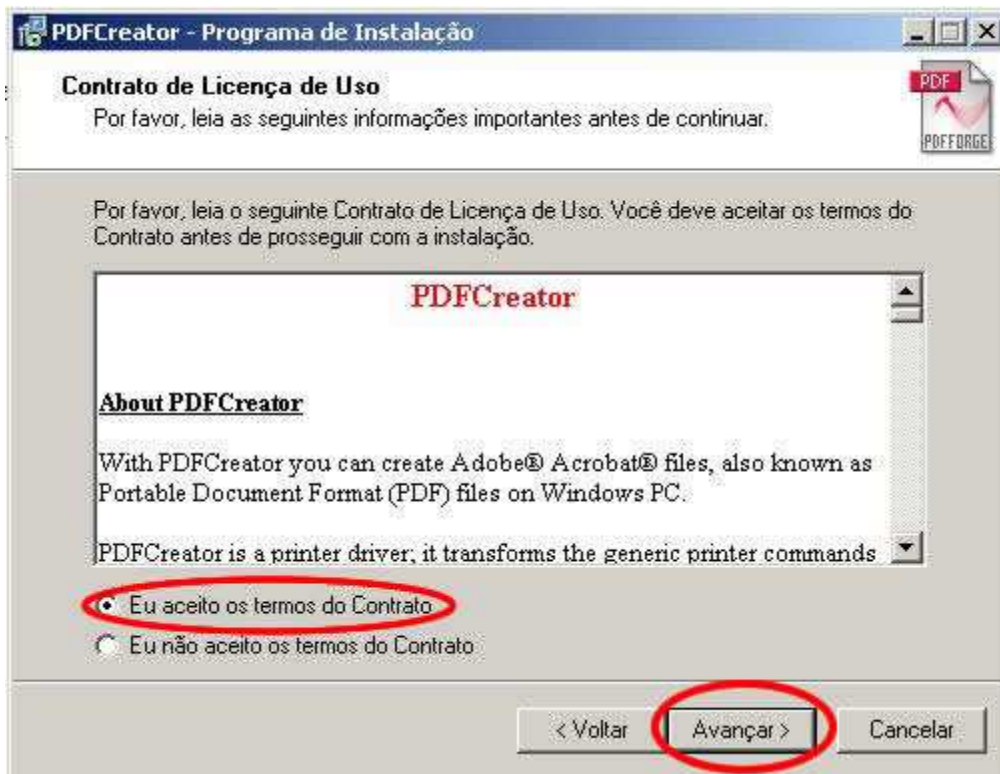 PDFCreator - Programa de Instalação
Contrato de Licença de Uso
Por favor, leia as seguintes informações importantes antes de continuar.
PDF
PDFFORGE
Por favor, leia o seguinte Contrato de Licença de Uso. Você deve aceitar os termos do
Contrato antes de prosseguir com a instalação.
PDFCreator
About PDFCreator
With PDFCreator you can create Adobe® Acrobat® files, also known as
Portable Document Format (PDF) files on Windows PC.
PDFCreator is a printer driver; it transforms the generic printer commands
Eu aceito os termos do Contrato
Eu não aceito os termos do Contrato
< Voltar Avançar > Cancelar